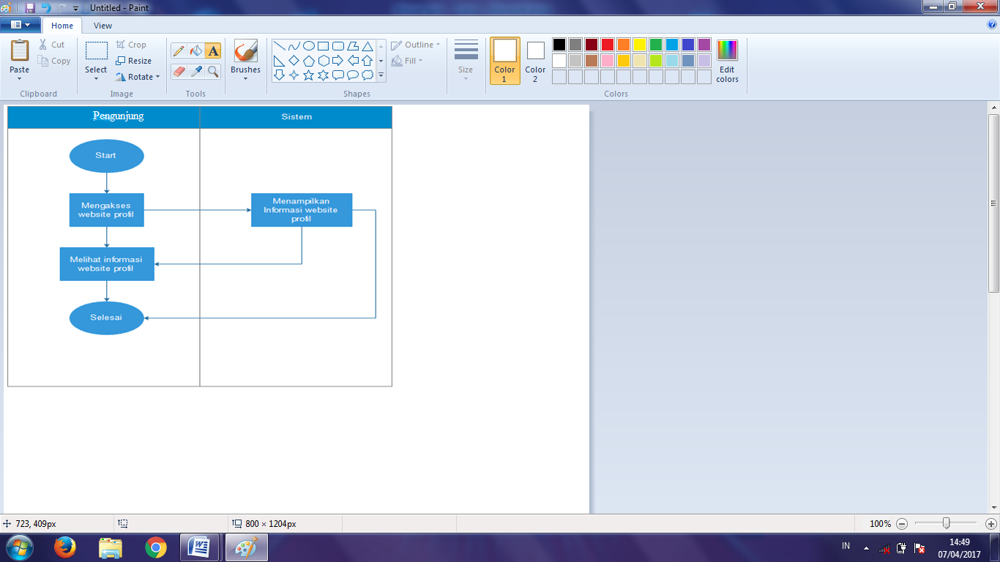 Untitled - Paint
Home
View
Paste
Cut
Copy
Clipboard
Select
Crop
Resize
Rotate
Image
Tools
Brushes
Shapes
Outline
Fill
Size
Color
1
Color
2
Edit
colors
Colors
Pengunjung
Sistem
Start
Mengakses
website profil
Menampilkan
Informasi website
profil
Melihat informasi
website profil
Selesai
723, 409px
800 × 1204px
100%
IN
14:49
07/04/2017